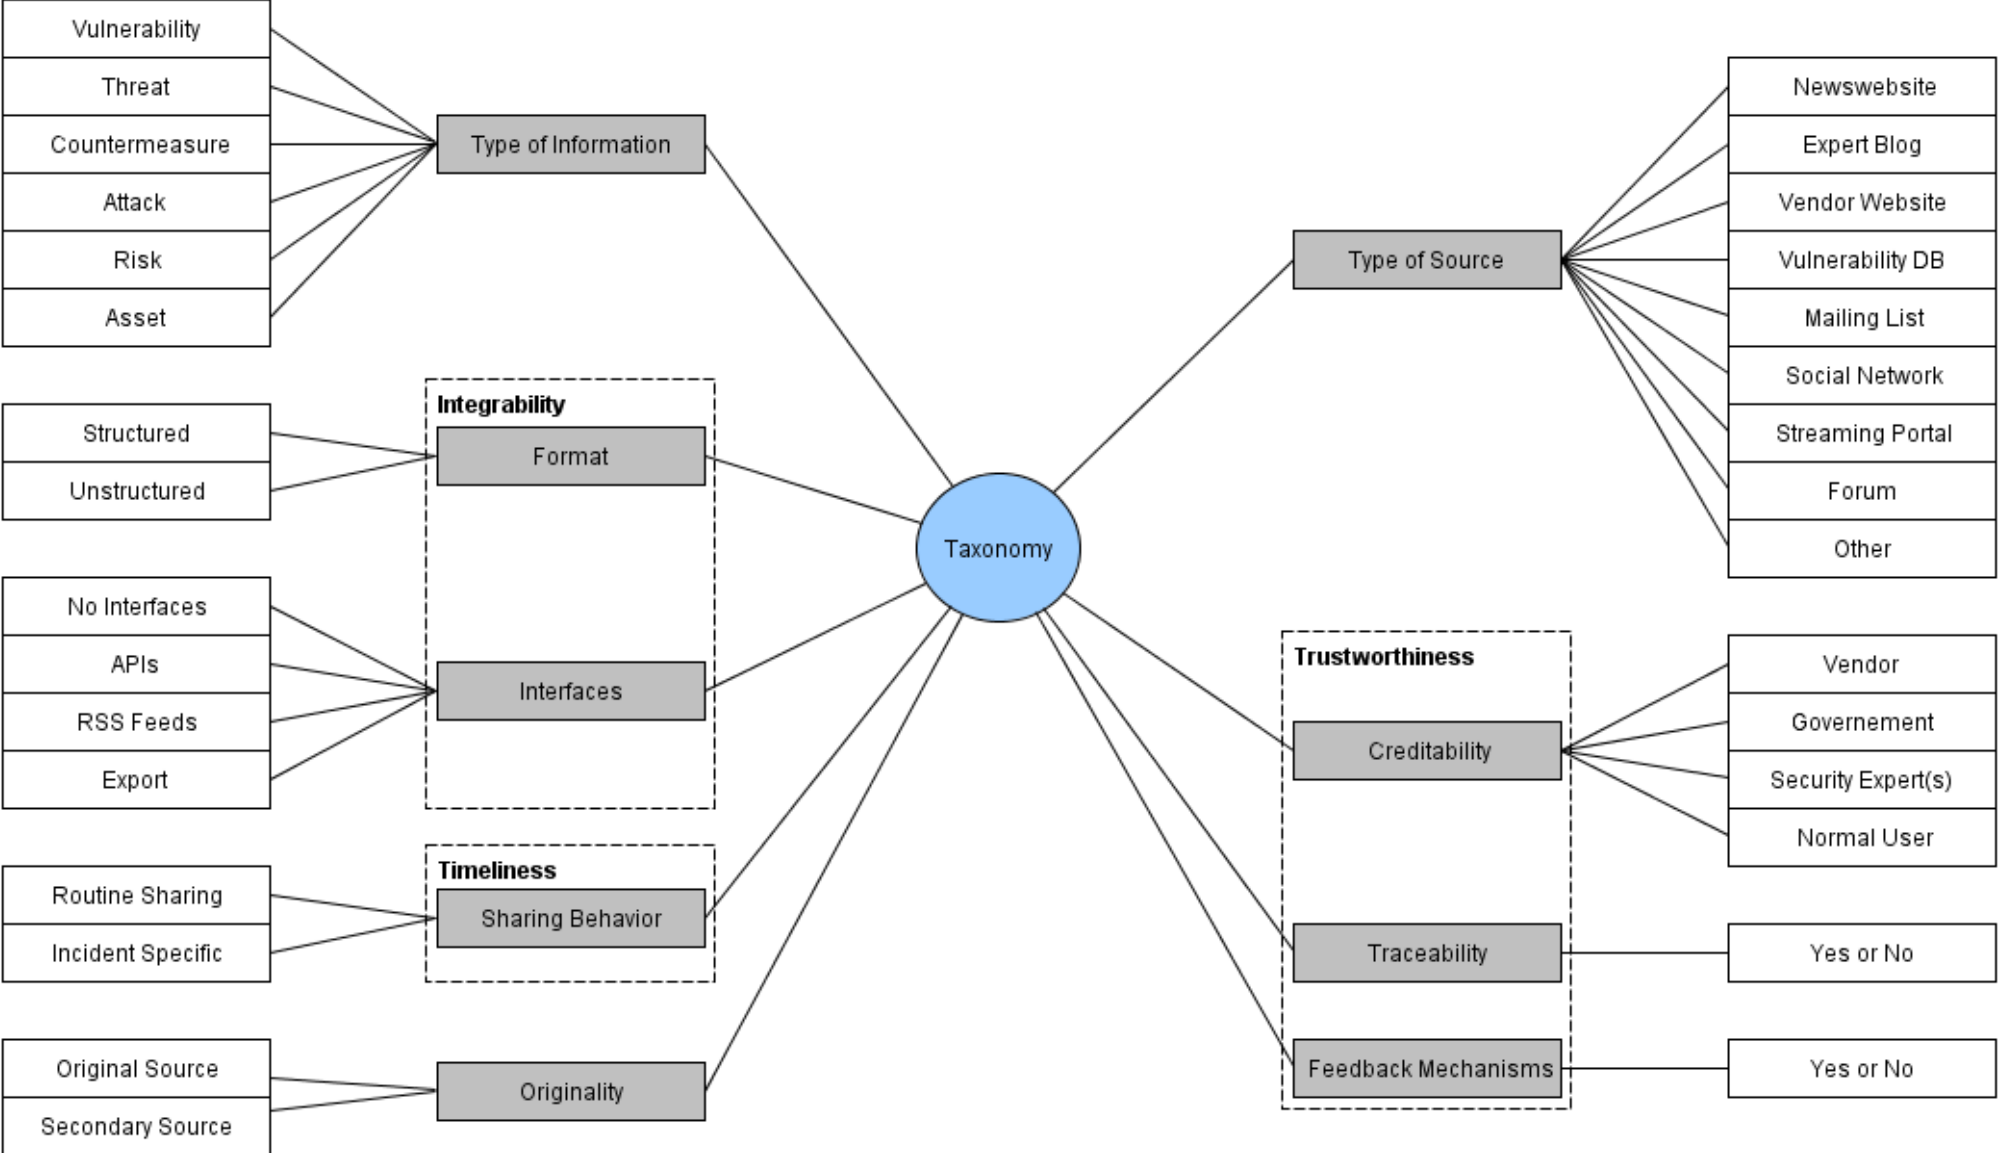 Vulnerability
Threat
Countermeasure
Attack
Risk
Asset
Type of Information
Structured
Unstructured
Integrability
Format
No Interfaces
APIs
RSS Feeds
Export
Interfaces
Routine Sharing
Incident Specific
Timeliness
Sharing Behavior
Original Source
Secondary Source
Originality
Taxonomy
Type of Source
Newswebsite
Expert Blog
Vendor Website
Vulnerability DB
Mailing List
Social Network
Streaming Portal
Forum
Other
Trustworthiness
Creditability
Vendor
Governement
Security Expert(s)
Normal User
Traceability
Yes or No
Feedback Mechanisms
Yes or No